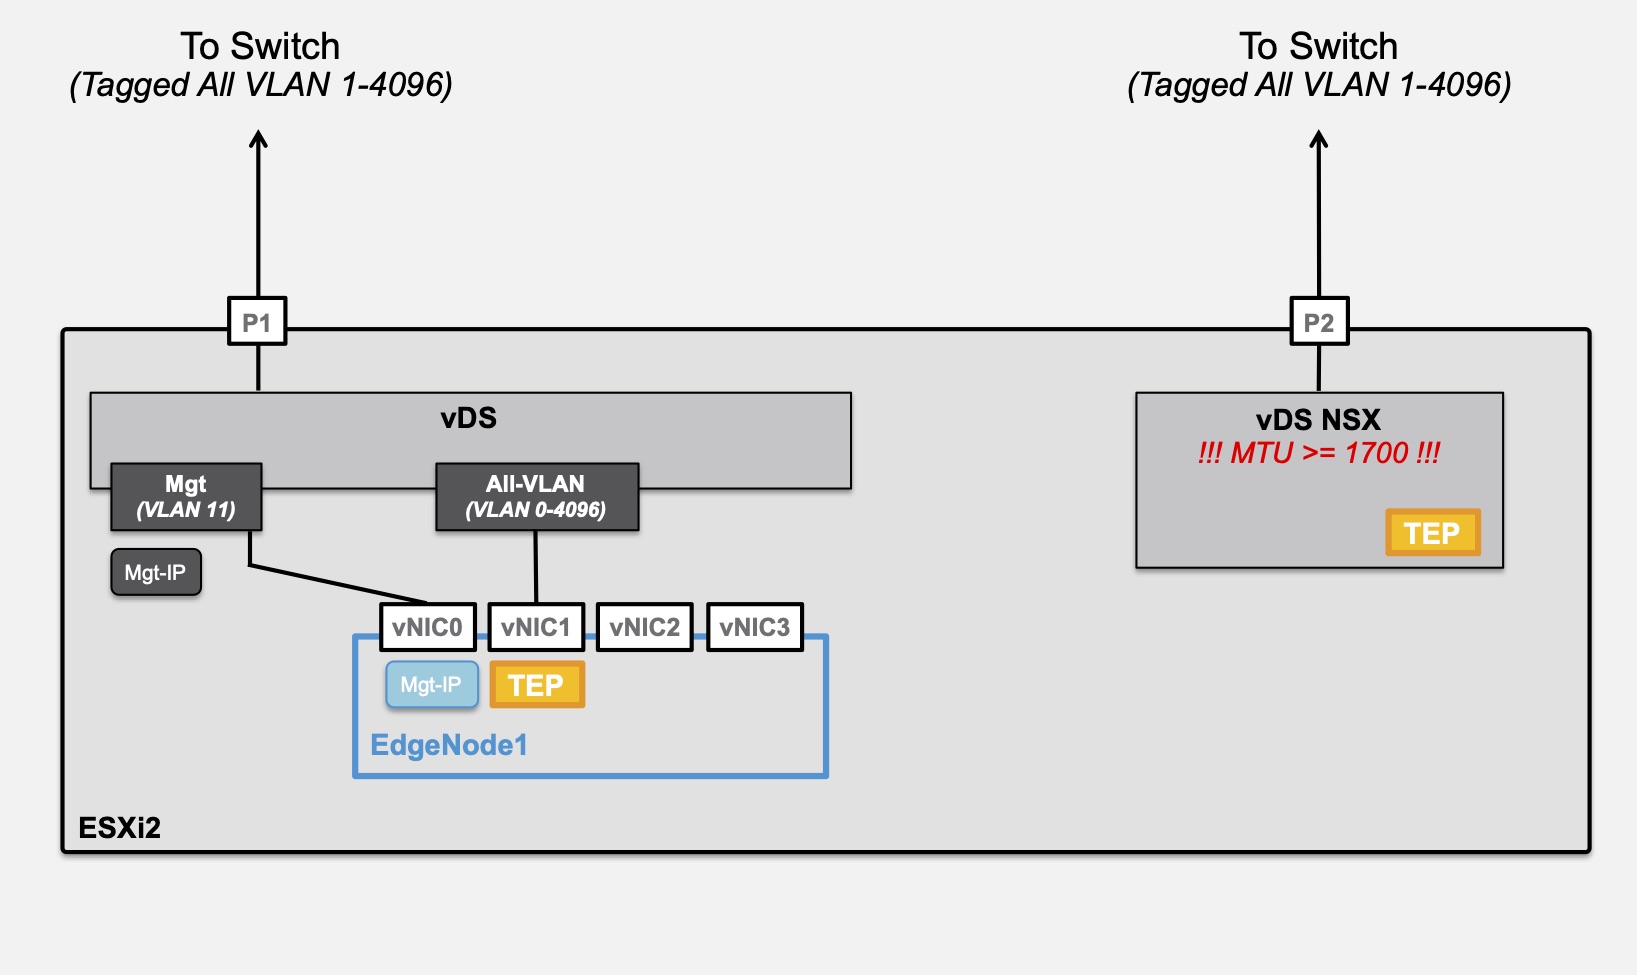 To Switch
(Tagged All VLAN 1-4096)
To Switch
(Tagged All VLAN 1-4096)
P1
P2
vDS
vDS NSX
!!! MTU >= 1700 !!!
Mgt
(VLAN 11)
All-VLAN
(VLAN 0-4096)
TEP
Mgt-IP
vNIC0
vNIC1
vNIC2
vNIC3
Mgt-IP
TEP
EdgeNode1
ESXi2